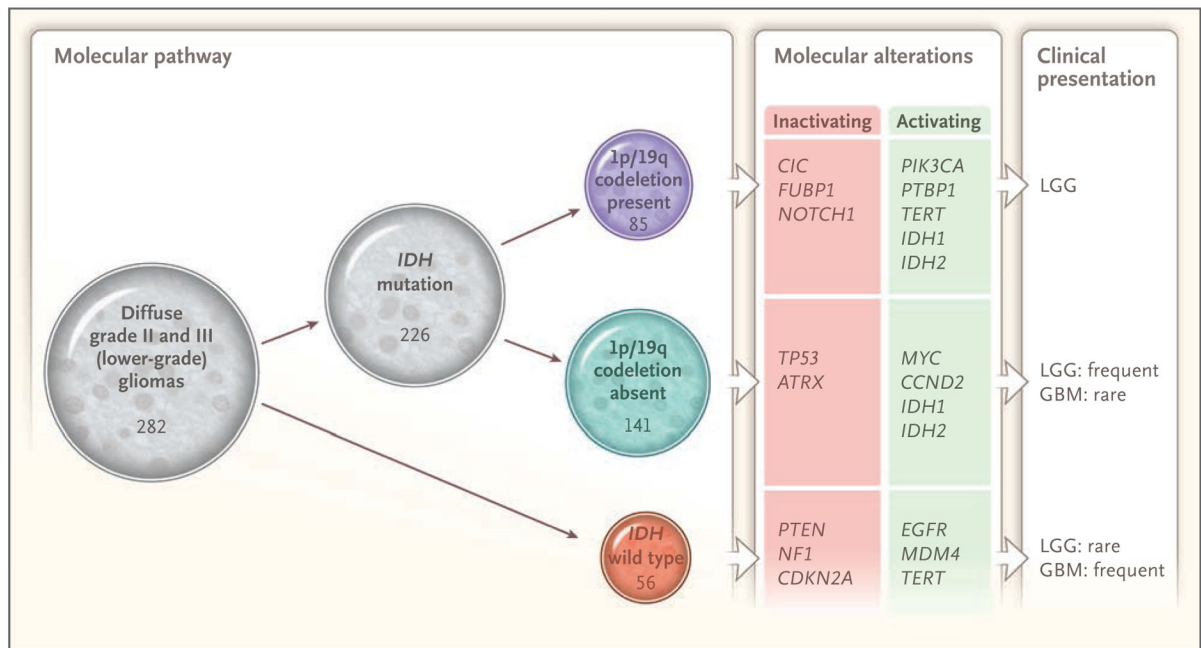 Molecular pathway
Diffuse
grade II and III
(lower-grade)
gliomas
282
IDH
mutation
226
1p/19q
codeletion
present
85
1p/19q
codeletion
absent
141
IDH
wild type
56
Molecular alterations
Inactivating
Activating
CIC
FUBP1
NOTCH1
PIK3CA
PTBP1
TERT
IDH1
IDH2
TP53
ATRX
MYC
CCND2
IDH1
IDH2
PTEN
NF1
CDKN2A
EGFR
MDM4
TERT
Clinical
presentation
LGG
LGG: frequent
GBM: rare
LGG: rare
GBM: frequent